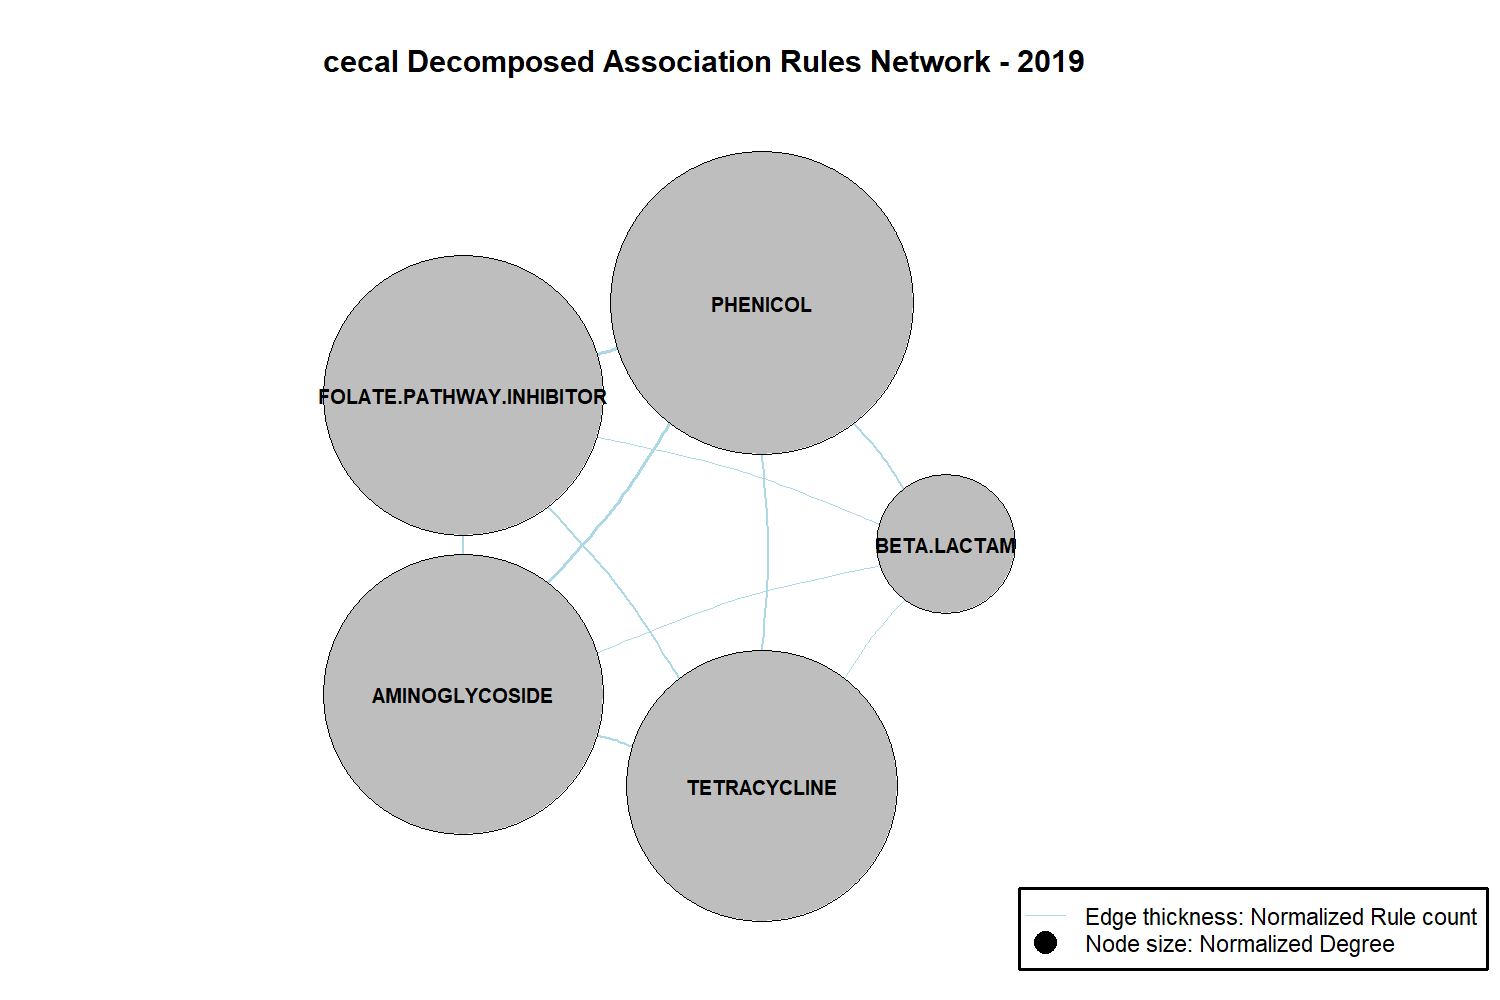 cecal Decomposed Association Rules Network - 2019
PHENICOL
FOLATE.PATHWAY.INHIBITOR
BETA.LACTAM
AMINOGLYCOSIDE
TETRACYCLINE
Edge thickness: Normalized Rule count
Node size: Normalized Degree